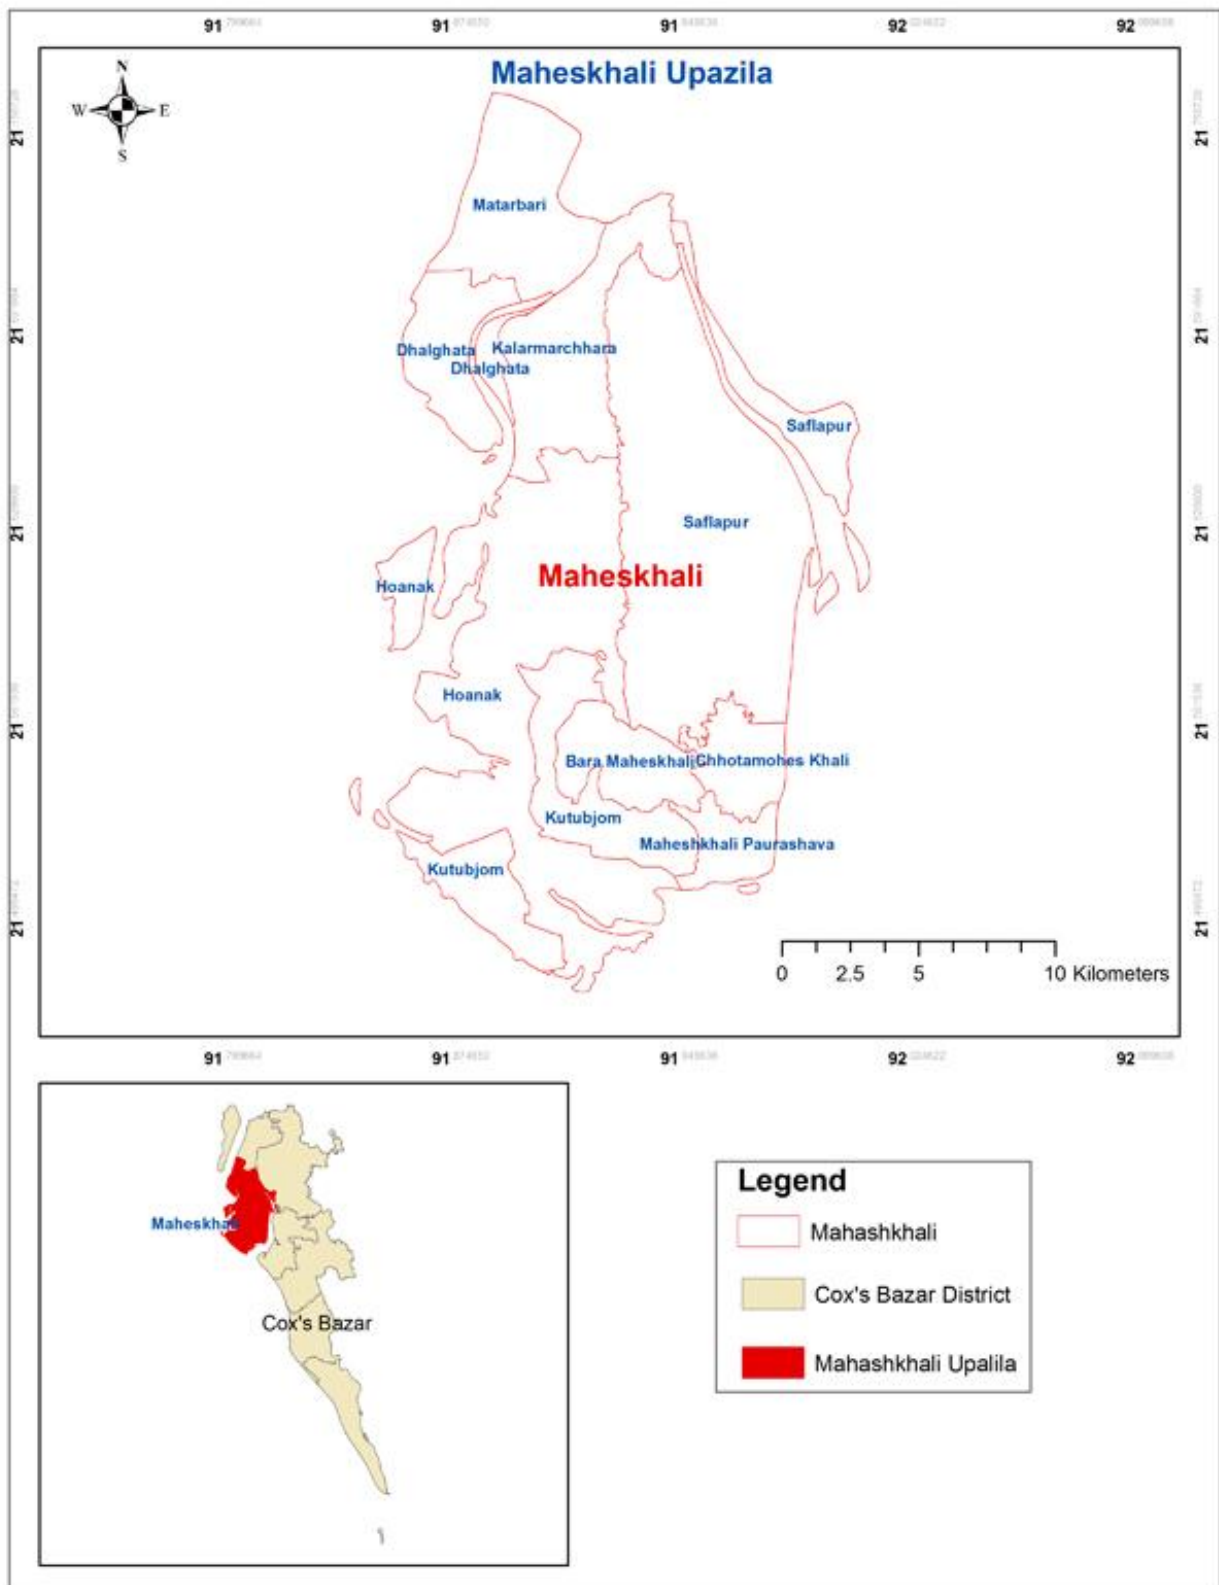 91 91 91 92 92
Maheskhali Upazila
N
W E
S
21 21
Matarbari
21 21
Dhalghata Kalarmarchhara
Dhalghata
Saflapur
Saflapur
21 21
Maheskhali
Hoanak
Hoanak
21 21
Bara Maheskhali Chhotamohes Khali
Kutubjom
Maheshkhali Paurashava
Kutubjom
21 21
0 2.5 5 10 Kilometers
91 91 91 92 92
Maheskhali
Cox's Bazar
Legend
Mahashkhali
Cox's Bazar District
Mahashkhali Upalila